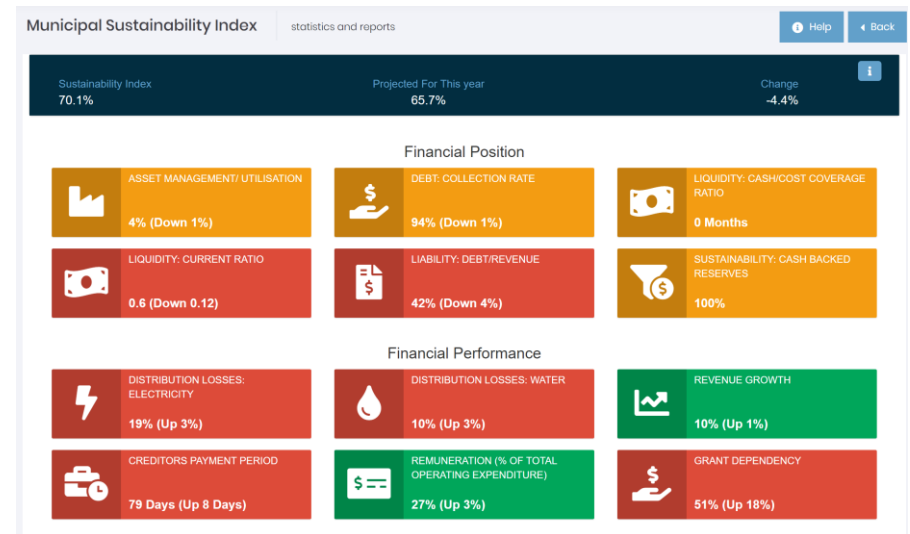 Municipal Sustainability Index
statistics and reports
Help
Back
Sustainability Index
70.1%
Projected For This year
65.7%
Change
-4.4%
Financial Position
ASSET MANAGEMENT/ UTILISATION
4% (Down 1%)
DEBT: COLLECTION RATE
94% (Down 1%)
LIQUIDITY: CASH/COST COVERAGE
RATIO
0 Months
LIQUIDITY: CURRENT RATIO
0.6 (Down 0.12)
LIABILITY: DEBT/REVENUE
42% (Down 4%)
SUSTAINABILITY: CASH BACKED
RESERVES
100%
Financial Performance
DISTRIBUTION LOSSES:
ELECTRICITY
19% (Up 3%)
DISTRIBUTION LOSSES: WATER
10% (Up 3%)
REVENUE GROWTH
10% (Up 1%)
CREDITORS PAYMENT PERIOD
79 Days (Up 8 Days)
REMUNERATION (% OF TOTAL
OPERATING EXPENDITURE)
27% (Up 3%)
GRANT DEPENDENCY
51% (Up 18%)